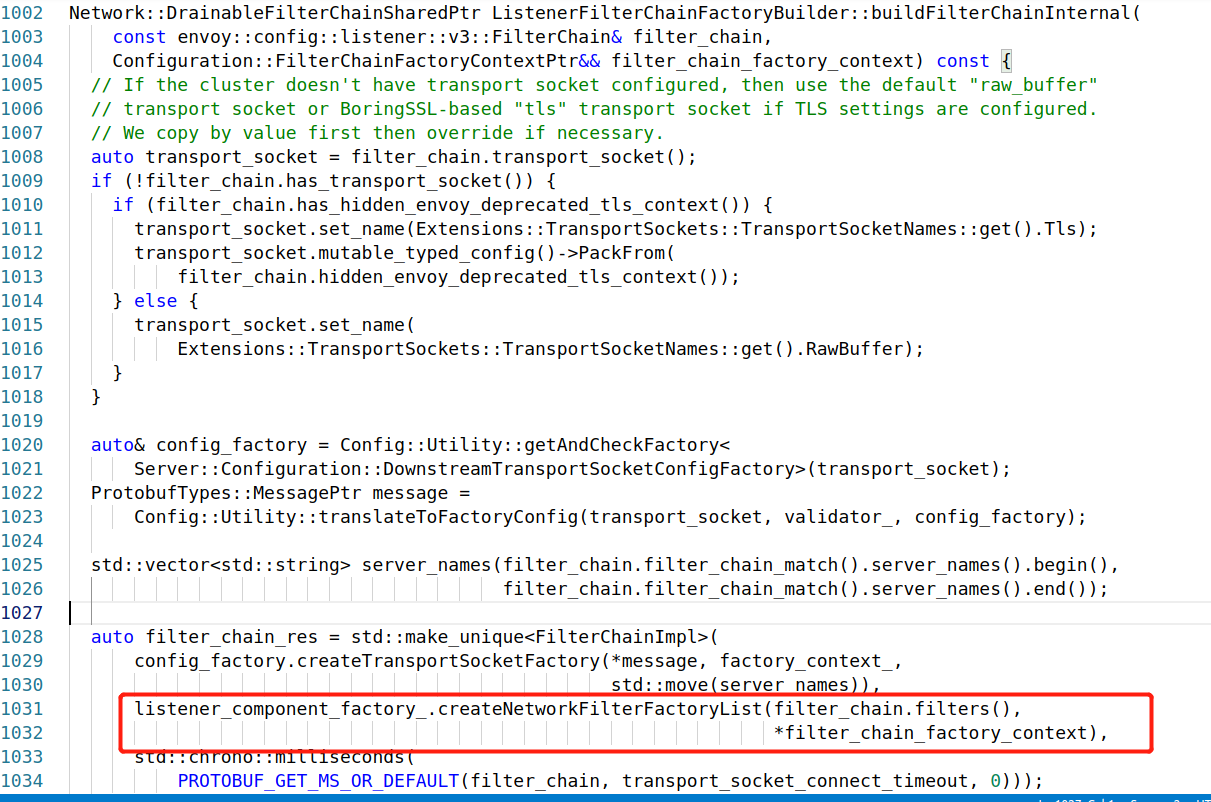 1002 Network::DrainableFilterChainSharedPtr ListenerFilterChainFactoryBuilder::buildFilterChainInternal(
1003     const envoy::config::listener::v3::FilterChain& filter_chain,
1004     Configuration::FilterChainFactoryContextPtr&& filter_chain_factory_context) const {
1005   // If the cluster doesn't have transport socket configured, then use the default "raw_buffer"
1006   // transport socket or BoringSSL-based "tls" transport socket if TLS settings are configured.
1007   // We copy by value first then override if necessary.
1008   auto transport_socket = filter_chain.transport_socket();
1009   if (!filter_chain.has_transport_socket()) {
1010     if (filter_chain.has_hidden_envoy_deprecated_tls_context()) {
1011       transport_socket.set_name(Extensions::TransportSockets::TransportSocketNames::get().Tls);
1012       transport_socket.mutable_typed_config()->PackFrom(
1013           filter_chain.hidden_envoy_deprecated_tls_context());
1014     } else {
1015       transport_socket.set_name(
1016           Extensions::TransportSockets::TransportSocketNames::get().RawBuffer);
1017     }
1018   }
1019
1020   auto& config_factory = Config::Utility::getAndCheckFactory<
1021       Server::Configuration::DownstreamTransportSocketConfigFactory>(transport_socket);
1022   ProtobufTypes::MessagePtr message =
1023       Config::Utility::translateToFactoryConfig(transport_socket, validator_, config_factory);
1024
1025   std::vector<std::string> server_names(filter_chain.filter_chain_match().server_names().begin(),
1026                                         filter_chain.filter_chain_match().server_names().end());
1027
1028   auto filter_chain_res = std::make_unique<FilterChainImpl>(
1029       config_factory.createTransportSocketFactory(*message, factory_context_,
1030                                                   std::move(server_names)),
1031       listener_component_factory_.createNetworkFilterFactoryList(filter_chain.filters(),
1032                                                                  *filter_chain_factory_context),
1033       std::chrono::milliseconds(
1034           PROTOBUF_GET_MS_OR_DEFAULT(filter_chain, transport_socket_connect_timeout, 0)));